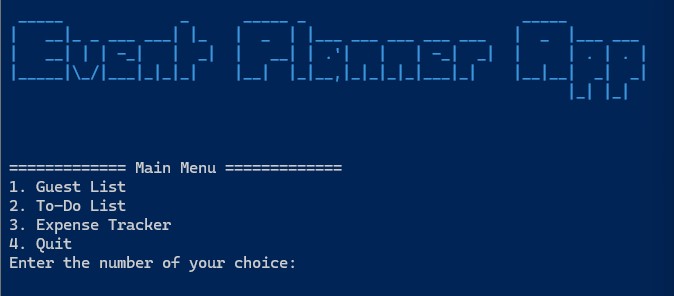 Event Planner App
============= Main Menu =============
1. Guest List
2. To-Do List
3. Expense Tracker
4. Quit
Enter the number of your choice: